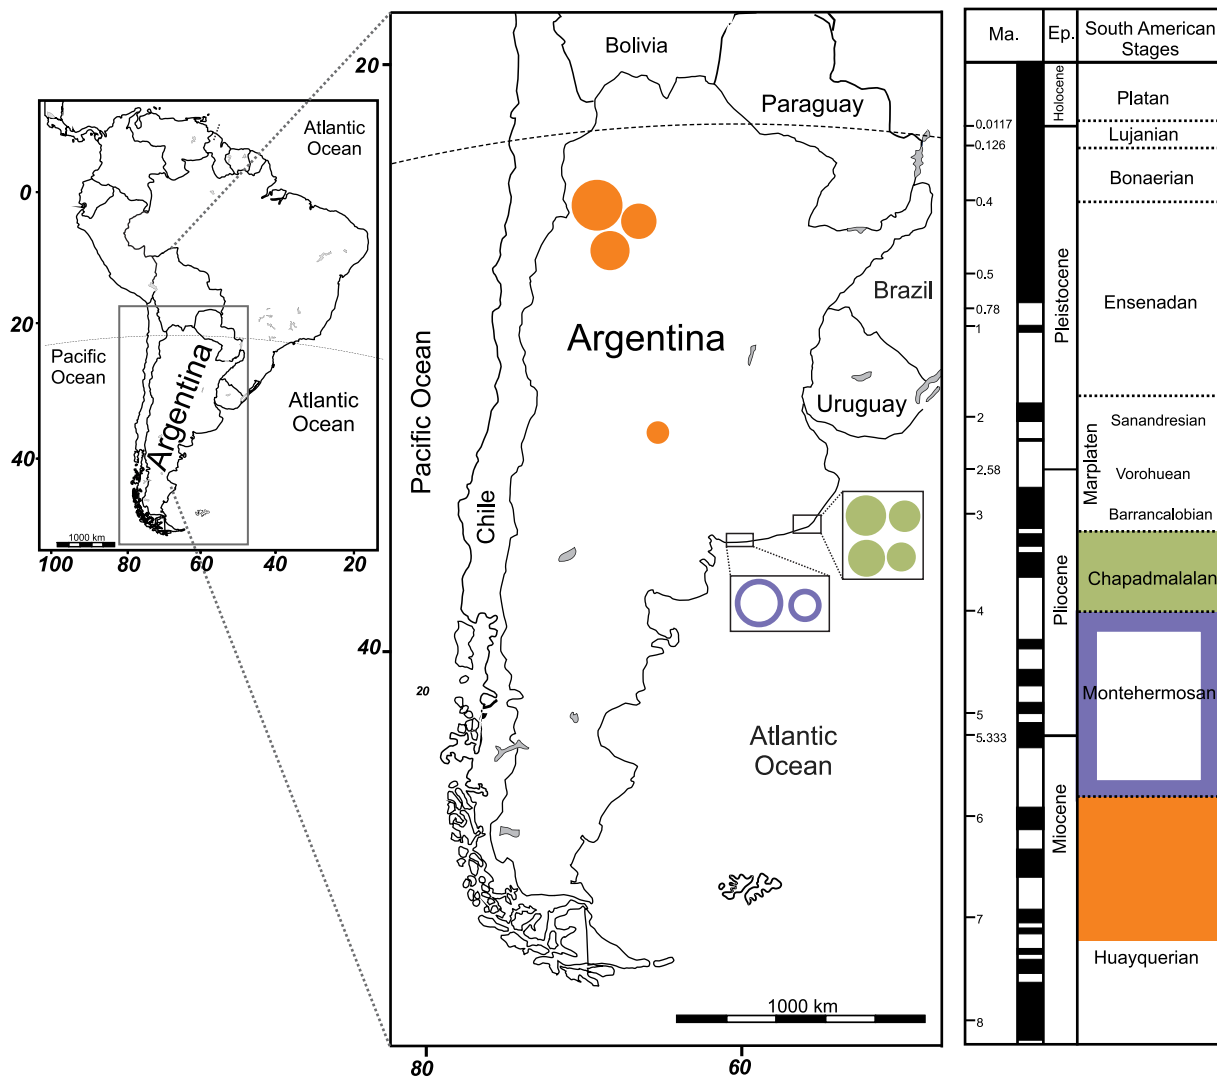 Atlantic
Ocean
0
20
Pacific
Ocean
Argentina
Atlantic
Ocean
40
1000 km
100
80
60
40
20
20
40
20
80
60
Bolivia
Paraguay
Brazil
Argentina
Uruguay
Pacific Ocean
Chile
Atlantic
Ocean
1000 km
Ma.
Ep.
South American
Stages
0.0117
0.126
0.4
0.5
0.78
1
2
2.58
3
4
5
5.333
6
7
8
Holocene
Pleistocene
Pliocene
Miocene
Platan
Lujanian
Bonaerian
Ensenadan
Marplaten
Sanandresian
Vorohuean
Barrancalobian
Chapadmalalan
Montehermosan
Huayquerian